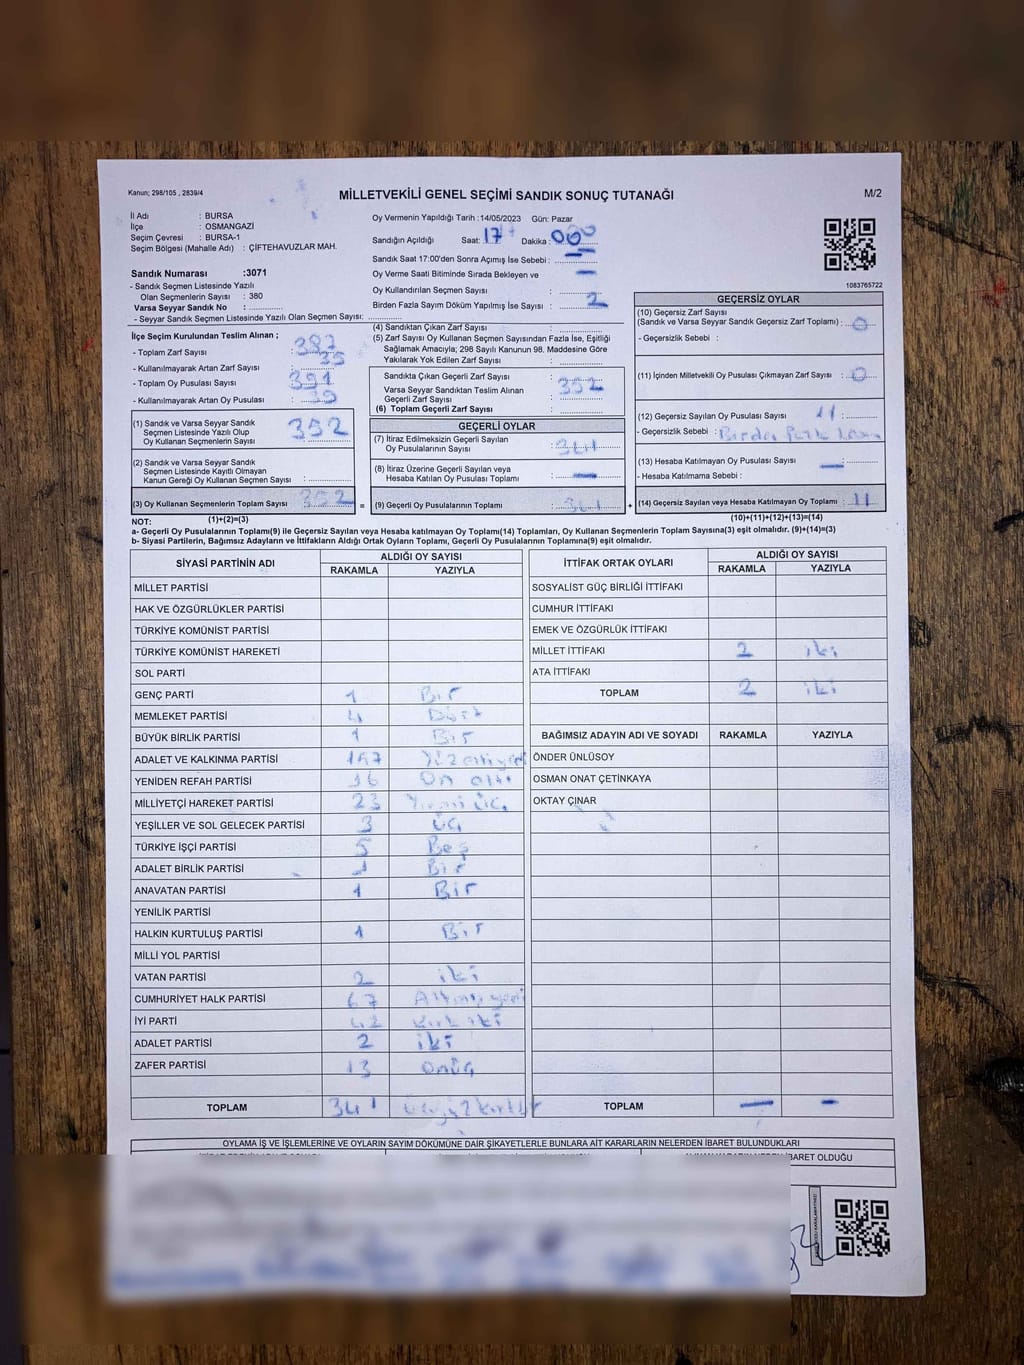 Kanun; 298/105 , 2839/4
MİLLETVEKİLİ GENEL SEÇİMİ SANDIK SONUÇ TUTANAĞI
M/2
İl Adı : BURSA
İlçe : OSMANGAZİ
Seçim Çevresi : BURSA-1
Seçim Bölgesi (Mahalle Adı) : ÇİFTEHAVUZLAR MAH.
Sandık Numarası :3071
- Sandık Seçmen Listesinde Yazılı
Olan Seçmenlerin Sayısı : 380
Varsa Seyyar Sandık No :
- Seyyar Sandık Seçmen Listesinde Yazılı Olan Seçmen Sayısı:
Oy Vermenin Yapıldığı Tarih :14/05/2023 Gün: Pazar
Sandığın Açıldığı Saat: 17 Dakika : 00
Sandık Saat 17:00'den Sonra Açımış İse Sebebi :
Oy Verme Saati Bitiminde Sırada Bekleyen ve
Oy Kullandırılan Seçmen Sayısı : —
Birden Fazla Sayım Döküm Yapılmış İse Sayısı : 2
1083765722
İlçe Seçim Kurulundan Teslim Alınan ;
- Toplam Zarf Sayısı : 387
- Kullanılmayarak Artan Zarf Sayısı : 35
- Toplam Oy Pusulası Sayısı : 391
- Kullanılmayarak Artan Oy Pusulası : 39
(1) Sandık ve Varsa Seyyar Sandık
Seçmen Listesinde Yazılı Olup
Oy Kullanan Seçmenlerin Sayısı : 352
(2) Sandık ve Varsa Seyyar Sandık
Seçmen Listesinde Kayıtlı Olmayan
Kanun Gereği Oy Kullanan Seçmen Sayısı :
(3) Oy Kullanan Seçmenlerin Toplam Sayısı : 352 =
(4) Sandıktan Çıkan Zarf Sayısı :
(5) Zarf Sayısı Oy Kullanan Seçmen Sayısından Fazla İse, Eşitliği
Sağlamak Amacıyla; 298 Sayılı Kanunun 98. Maddesine Göre
Yakılarak Yok Edilen Zarf Sayısı :
Sandıkta Çıkan Geçerli Zarf Sayısı : 352
Varsa Seyyar Sandıktan Teslim Alınan
Geçerli Zarf Sayısı :
(6) Toplam Geçerli Zarf Sayısı :
GEÇERLİ OYLAR
(7) İtiraz Edilmeksizin Geçerli Sayılan
Oy Pusulalarının Sayısı : 341
(8) İtiraz Üzerine Geçerli Sayılan veya
Hesaba Katılan Oy Pusulası Toplamı : —
(9) Geçerli Oy Pusulalarının Toplamı : 341 +
GEÇERSİZ OYLAR
(10) Geçersiz Zarf Sayısı
(Sandık ve Varsa Seyyar Sandık Geçersiz Zarf Toplamı) : 0
- Geçersizlik Sebebi :
(11) İçinden Milletvekili Oy Pusulası Çıkmayan Zarf Sayısı : 0
(12) Geçersiz Sayılan Oy Pusulası Sayısı : 11
- Geçersizlik Sebebi :
(13) Hesaba Katılmayan Oy Pusulası Sayısı : —
- Hesaba Katılmama Sebebi :
(14) Geçersiz Sayılan veya Hesaba Katılmayan Oy Toplamı : 11
NOT: (1)+(2)=(3) (10)+(11)+(12)+(13)=(14)
a- Geçerli Oy Pusulalarının Toplamı(9) ile Geçersiz Sayılan veya Hesaba katılmayan Oy Toplamı(14) Toplamları, Oy Kullanan Seçmenlerin Toplam Sayısına(3) eşit olmalıdır. (9)+(14)=(3)
b- Siyasi Partilerin, Bağımsız Adayların ve İttifakların Aldığı Ortak Oyların Toplamı, Geçerli Oy Pusulalarının Toplamına(9) eşit olmalıdır.
SİYASİ PARTİNİN ADI ALDIĞI OY SAYISI
RAKAMLA YAZIYLA
MİLLET PARTİSİ
HAK VE ÖZGÜRLÜKLER PARTİSİ
TÜRKİYE KOMÜNİST PARTİSİ
TÜRKİYE KOMÜNİST HAREKETİ
SOL PARTİ
GENÇ PARTİ 1 Bir
MEMLEKET PARTİSİ 4 Dört
BÜYÜK BİRLİK PARTİSİ 1 Bir
ADALET VE KALKINMA PARTİSİ 157 Yüz elli yedi
YENİDEN REFAH PARTİSİ 16 On altı
MİLLİYETÇİ HAREKET PARTİSİ 23 Yirmi üç
YEŞİLLER VE SOL GELECEK PARTİSİ 3 üç
TÜRKİYE İŞÇİ PARTİSİ 5 Beş
ADALET BİRLİK PARTİSİ 1 Bir
ANAVATAN PARTİSİ 1 Bir
YENİLİK PARTİSİ
HALKIN KURTULUŞ PARTİSİ 1 Bir
MİLLİ YOL PARTİSİ
VATAN PARTİSİ 2 iki
CUMHURİYET HALK PARTİSİ 67 Altmış yedi
İYİ PARTİ 42 Kırk iki
ADALET PARTİSİ 2 iki
ZAFER PARTİSİ 13 onüç
TOPLAM 341
İTTİFAK ORTAK OYLARI ALDIĞI OY SAYISI
RAKAMLA YAZIYLA
SOSYALİST GÜÇ BİRLİĞİ İTTİFAKI
CUMHUR İTTİFAKI
EMEK VE ÖZGÜRLÜK İTTİFAKI
MİLLET İTTİFAKI 2 iki
ATA İTTİFAKI
TOPLAM 2 iki
BAĞIMSIZ ADAYIN ADI VE SOYADI RAKAMLA YAZIYLA
ÖNDER ÜNLÜSOY
OSMAN ONAT ÇETİNKAYA
OKTAY ÇINAR
TOPLAM — —
OYLAMA İŞ VE İŞLEMLERİNE VE OYLARIN SAYIM DÖKÜMÜNE DAİR ŞİKAYETLERLE BUNLARA AİT KARARLARIN NELERDEN İBARET BULUNDUKLARI
İBARET OLDUĞU